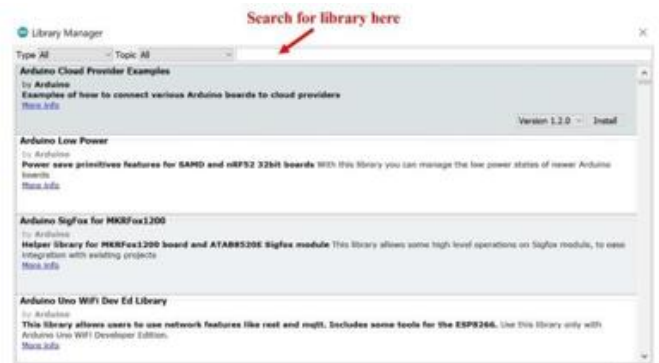 Search for library here
Library Manager
Type All Topic All
Arduino Cloud Provider Examples
by Arduino
Examples of how to connect various Arduino boards to cloud providers
More info
Version 1.2.0 Install
Arduino Low Power
by Arduino
Power save primitives features for SAMD and nRF52 32bit boards With this library you can manage the low power states of newer Arduino
boards
More info
Arduino SigFox for MKRFox1200
by Arduino
Helper library for MKRFox1200 board and ATAB8520E Sigfox module This library allows some high level operations on Sigfox module, to ease
integration with existing projects
More info
Arduino Uno WiFi Dev Ed Library
by Arduino
This library allows users to use network features like rest and mqtt. Includes some tools for the ESP8266. Use this library only with
Arduino Uno WiFi Developer Edition.
More info